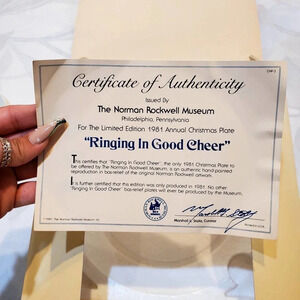 Certificate of Authenticity
Issued By
The Norman Rockwell Museum
Philadelphia, Pennsylvania
For The Limited Edition 1981 Annual Christmas Plate
"Ringing In Good Cheer"
This certifies that "Ringing In Good Cheer", the only 1981 Christmas Plate to
be offered by The Norman Rockwell Museum, is an authentic hand-painted
reproduction in bas-relief of the original Norman Rockwell artwork.
It is further certified that this edition was only produced in 1981. No other
"Ringing In Good Cheer" bas-relief plates will ever be produced by the Museum.
Marshall